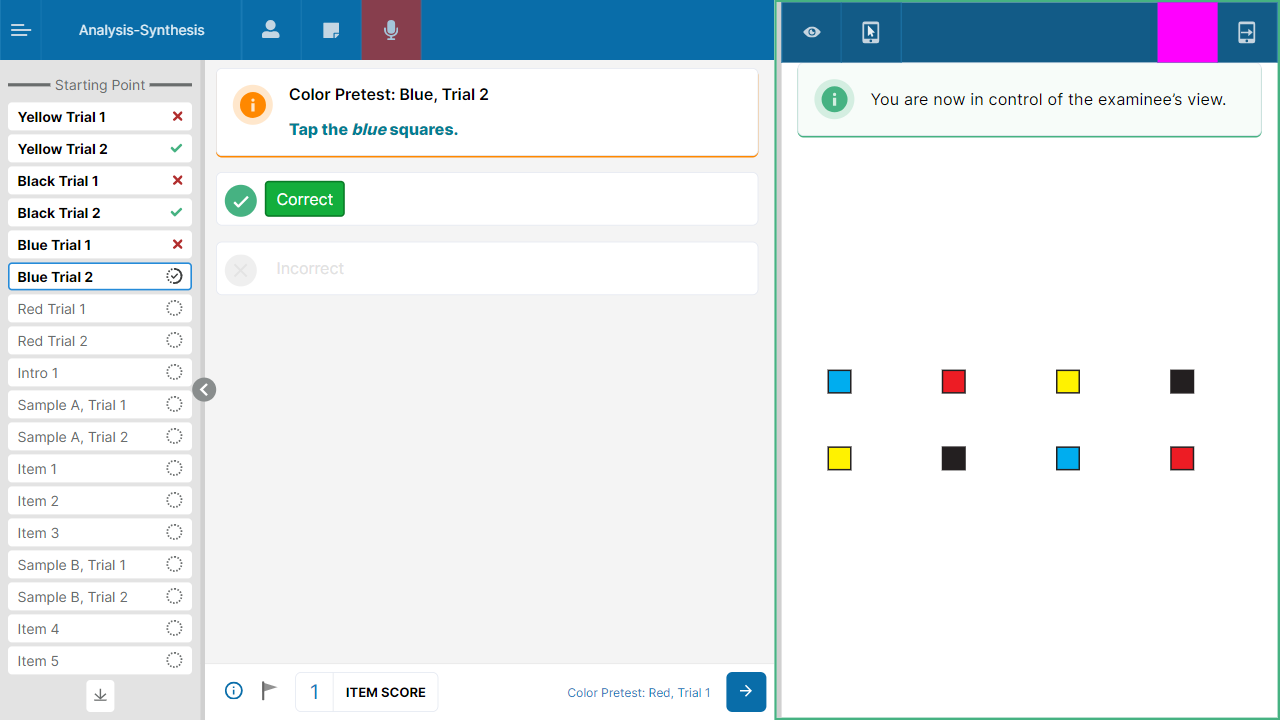 Analysis-Synthesis
Starting Point
Yellow Trial 1
Yellow Trial 2
Black Trial 1
Black Trial 2
Blue Trial 1
Blue Trial 2
Red Trial 1
Red Trial 2
Intro 1
Sample A, Trial 1
Sample A, Trial 2
Item 1
Item 2
Item 3
Sample B, Trial 1
Sample B, Trial 2
Item 4
Item 5
Color Pretest: Blue, Trial 2
Tap the blue squares.
Correct
Incorrect
1 ITEM SCORE
Color Pretest: Red, Trial 1
You are now in control of the examinee’s view.